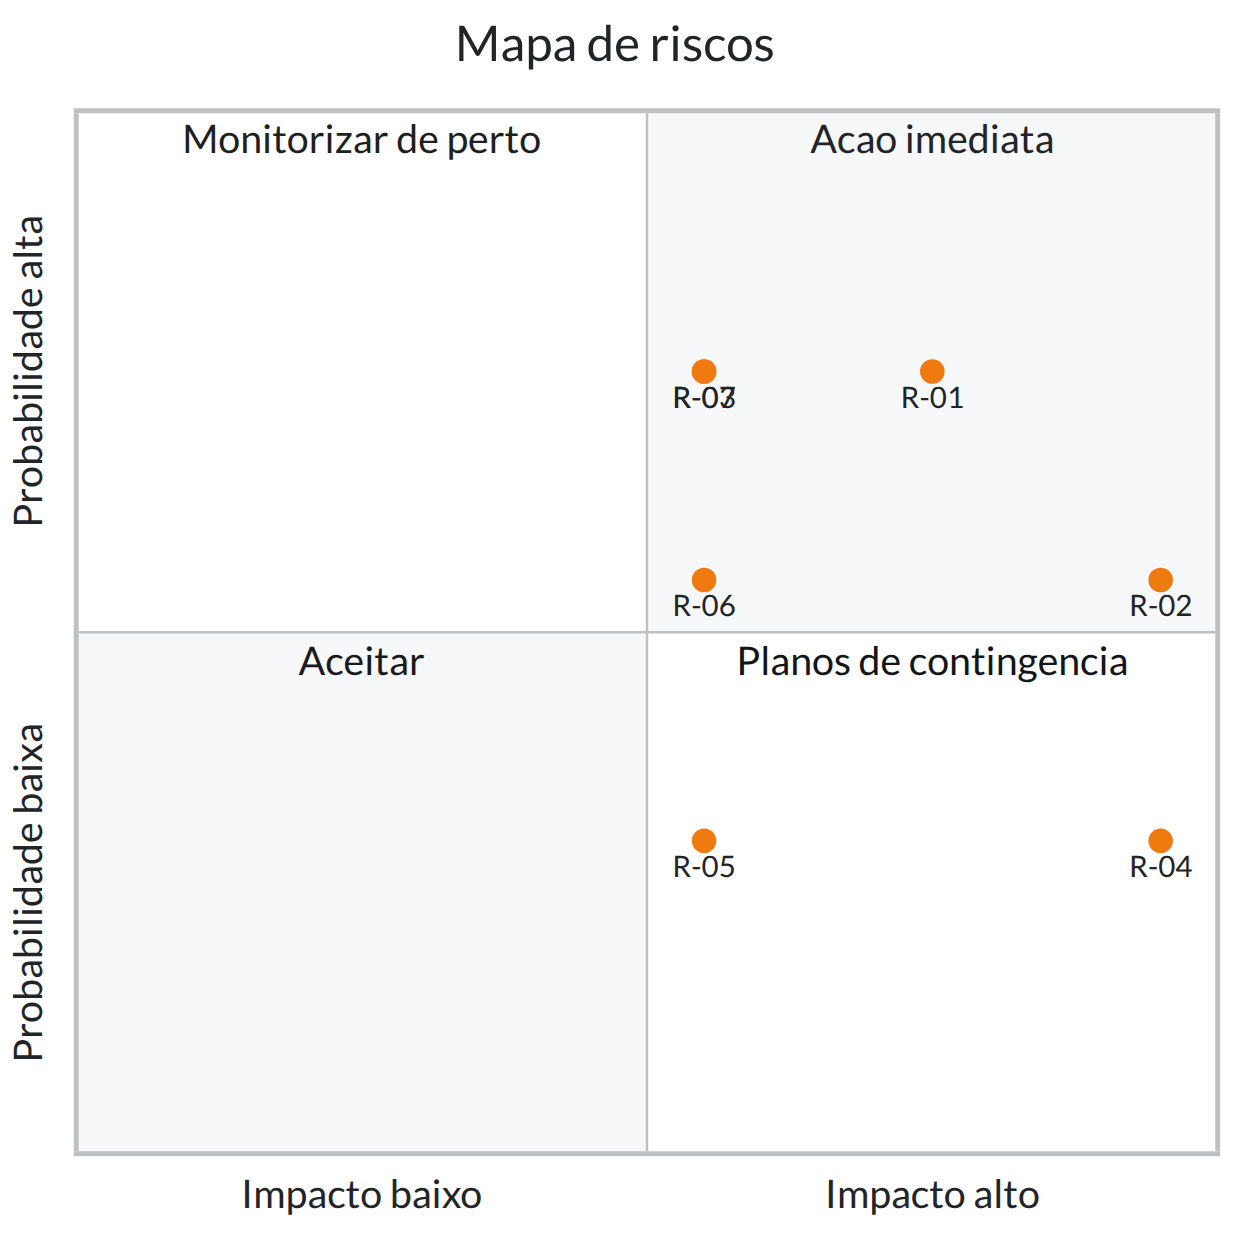 Mapa de riscos
Monitorizar de perto
Acao imediata
Probabilidade alta
R-01
R-06
R-02
Aceitar
Planos de contingencia
Probabilidade baixa
R-05
R-04
Impacto baixo
Impacto alto